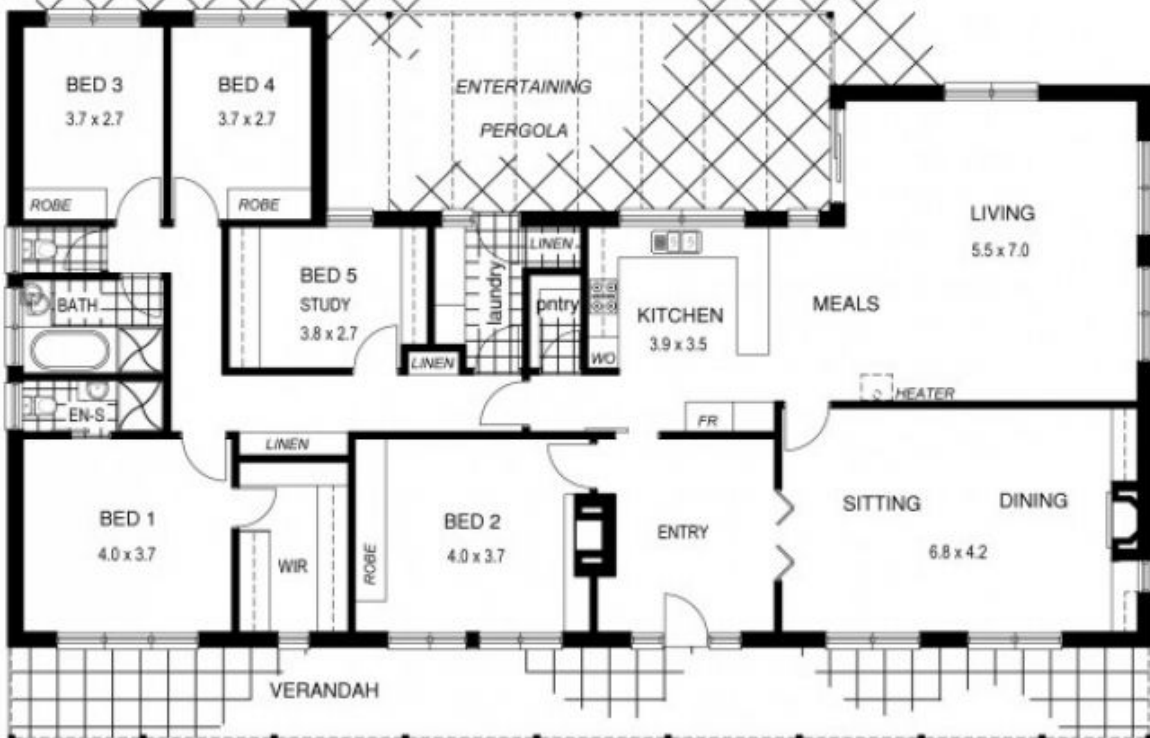 BED 3
3.7 x 2.7
ROBE
BED 4
3.7 x 2.7
ROBE
ENTERTAINING
PERGOLA
LIVING
5.5 x 7.0
BED 5
STUDY
3.8 x 2.7
LINEN
laundry
LINEN
pntry
KITCHEN
3.9 x 3.5
WO
MEALS
BATH
EN-S
HEATER
FR
LINEN
BED 1
4.0 x 3.7
WIR
ROBE
BED 2
4.0 x 3.7
ENTRY
SITTING
DINING
6.8 x 4.2
VERANDAH